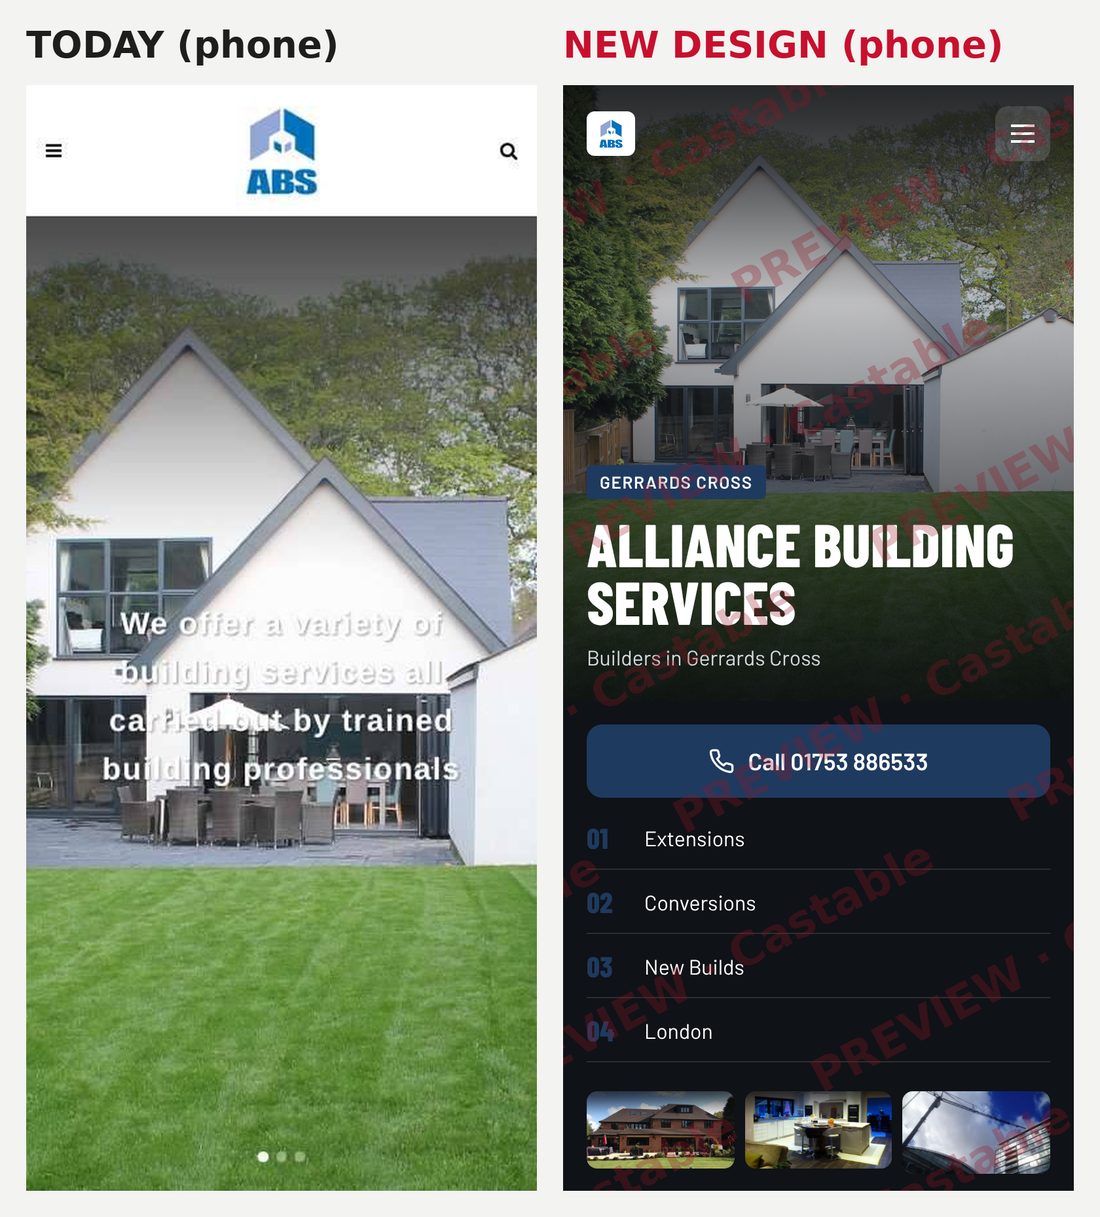 TODAY (phone)
ABS
We offer a variety of
building services all
carried out by trained
building professionals
NEW DESIGN (phone)
ABS
GERRARDS CROSS
ALLIANCE BUILDING
SERVICES
Builders in Gerrards Cross
Call 01753 886533
01 Extensions
02 Conversions
03 New Builds
04 London
PREVIEW · Castable